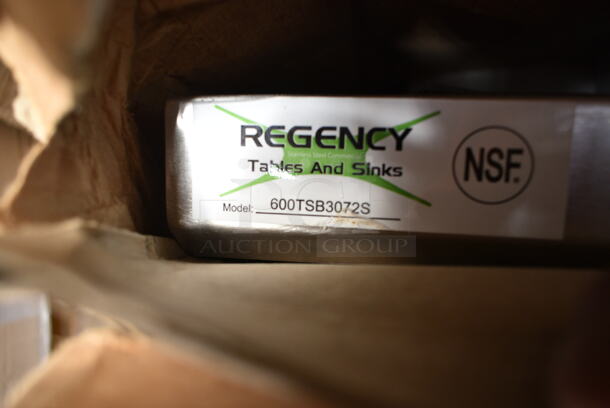 REGENCY
Tables And Sinks
Model: 600TSB3072S
NSF.
AUCTION GROUP